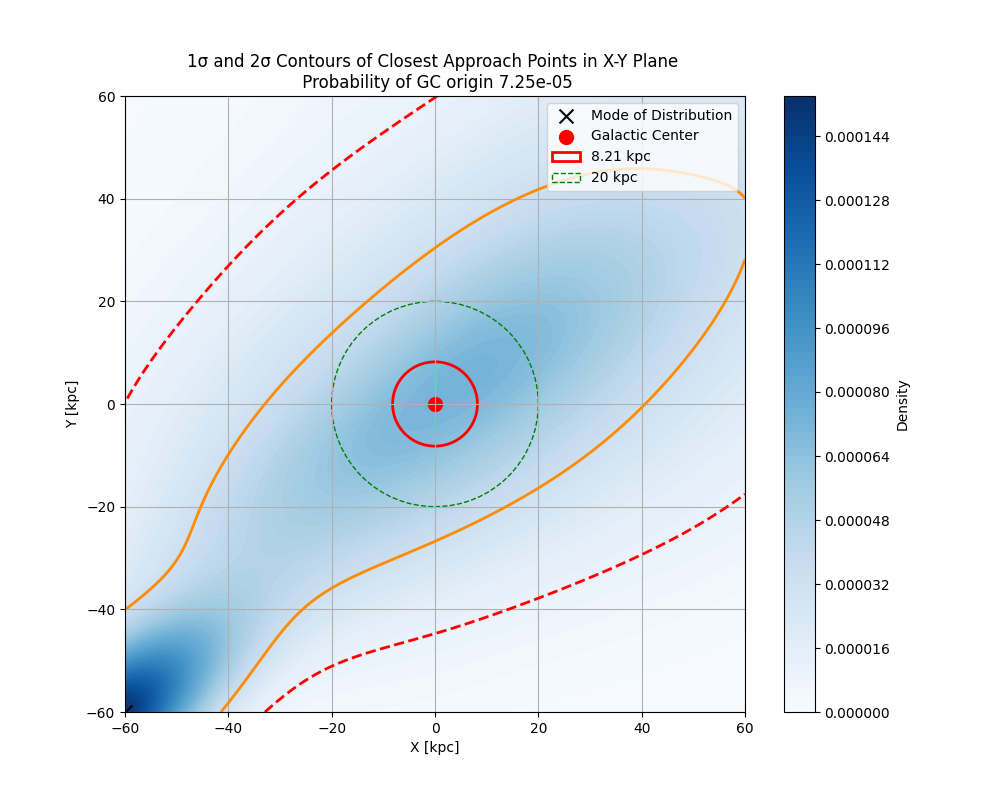 1σ and 2σ Contours of Closest Approach Points in X-Y Plane
Probability of GC origin 7.25e-05
Mode of Distribution
Galactic Center
8.21 kpc
20 kpc
60
40
20
0
−20
−40
−60
Y [kpc]
−60
−40
−20
0
20
40
60
X [kpc]
0.000144
0.000128
0.000112
0.000096
0.000080
0.000064
0.000048
0.000032
0.000016
0.000000
Density